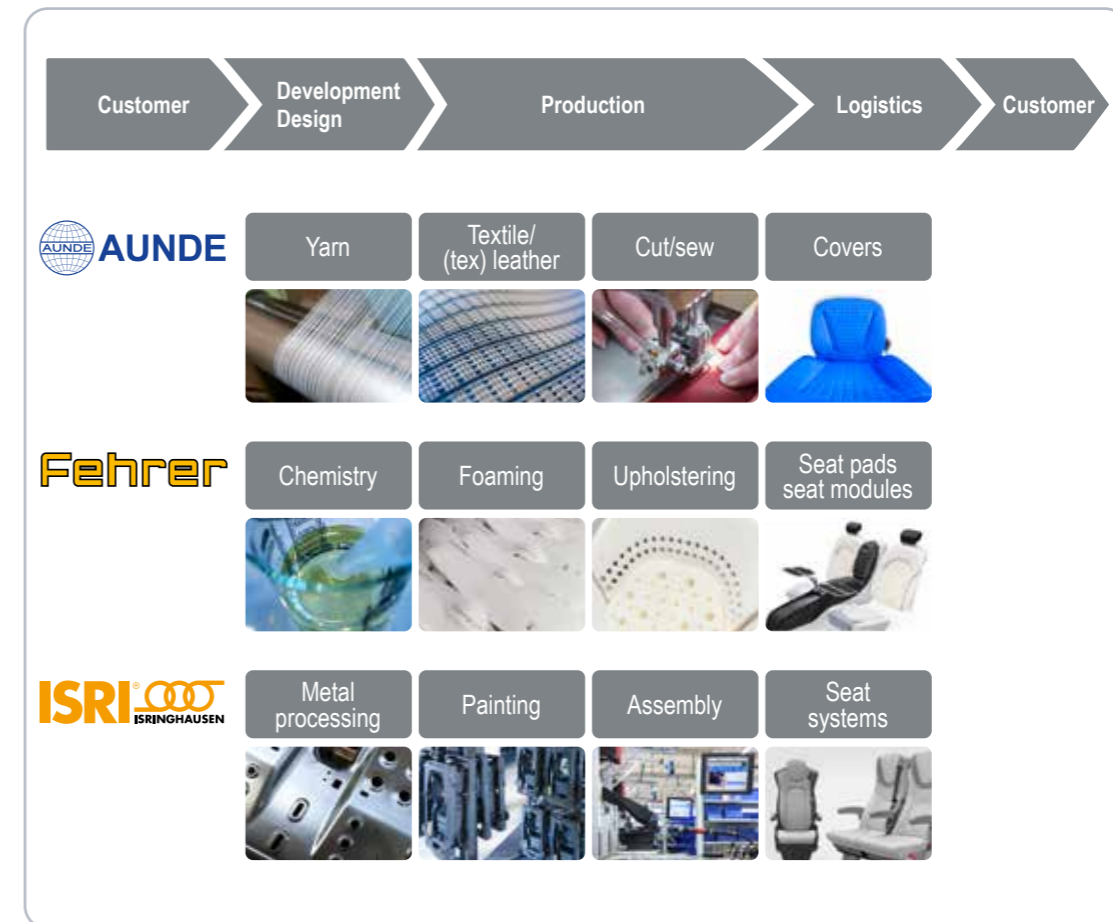 Customer
Development
Design
Production
Logistics
Customer
AUNDE
AUNDE
Yarn
Textile/
(tex) leather
Cut/sew
Covers
Fehrer
Chemistry
Foaming
Upholstering
Seat pads
seat modules
ISRI®
ISRINGHAUSEN
Metal
processing
Painting
Assembly
Seat
systems